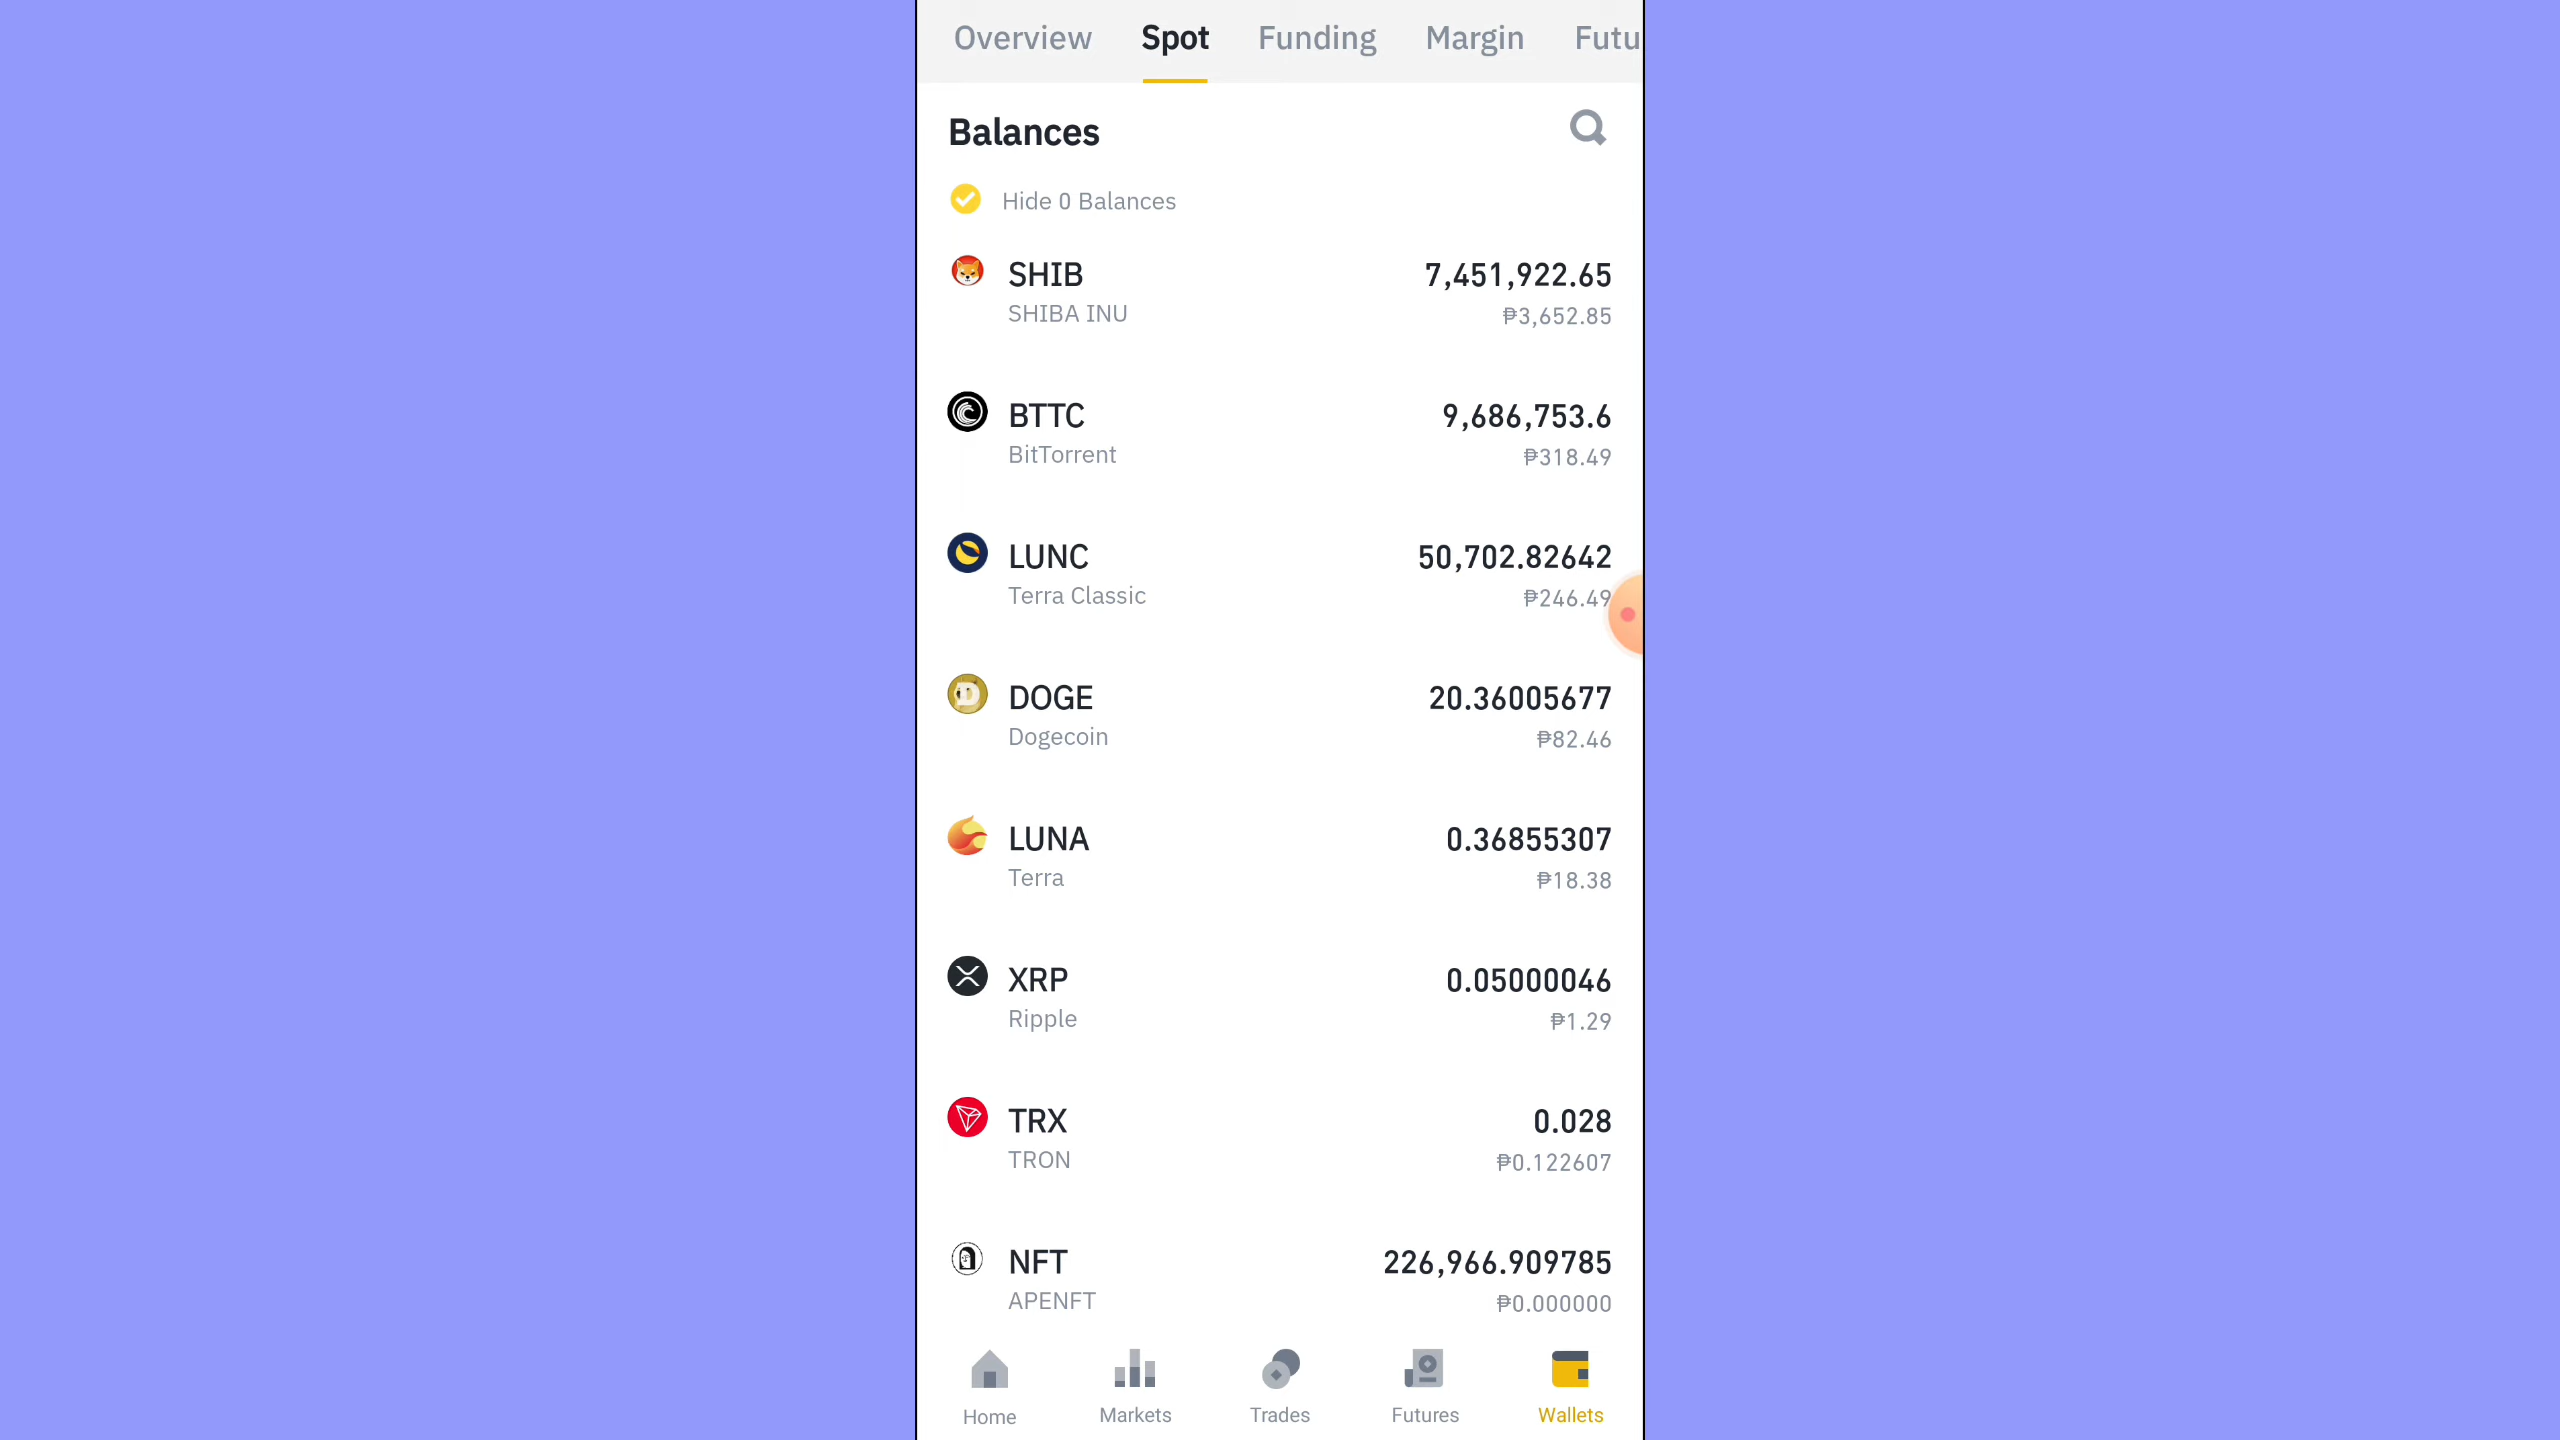 Overview Spot Funding Margin Futu
Balances
Hide 0 Balances
SHIB 7,451,922.65
SHIBA INU ₱3,652.85
BTTC 9,686,753.6
BitTorrent ₱318.49
LUNC 50,702.82642
Terra Classic ₱246.49
DOGE 20.36005677
Dogecoin ₱82.46
LUNA 0.36855307
Terra ₱18.38
XRP 0.05000046
Ripple ₱1.29
TRX 0.028
TRON ₱0.122607
NFT 226,966.909785
APENFT ₱0.000000
Home Markets Trades Futures Wallets